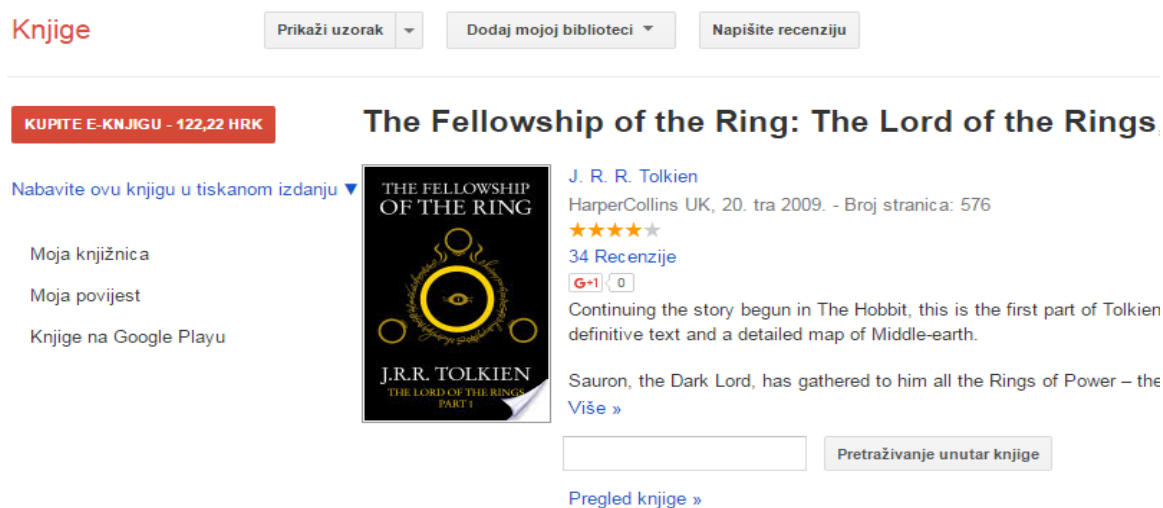 Knjige
Prikaži uzorak
Dodaj mojoj biblioteci
Napišite recenziju
KUPITE E-KNJIGU - 122,22 HRK
The Fellowship of the Ring: The Lord of the Rings,
Nabavite ovu knjigu u tiskanom izdanju ▼
Moja knjižnica
Moja povijest
Knjige na Google Playu
THE FELLOWSHIP
OF THE RING
J.R.R. TOLKIEN
THE LORD OF THE RINGS
PART 1
J. R. R. Tolkien
HarperCollins UK, 20. tra 2009. - Broj stranica: 576
34 Recenzije
G+1 0
Continuing the story begun in The Hobbit, this is the first part of Tolkien
definitive text and a detailed map of Middle-earth.
Sauron, the Dark Lord, has gathered to him all the Rings of Power – the
Više »
Pretraživanje unutar knjige
Pregled knjige »